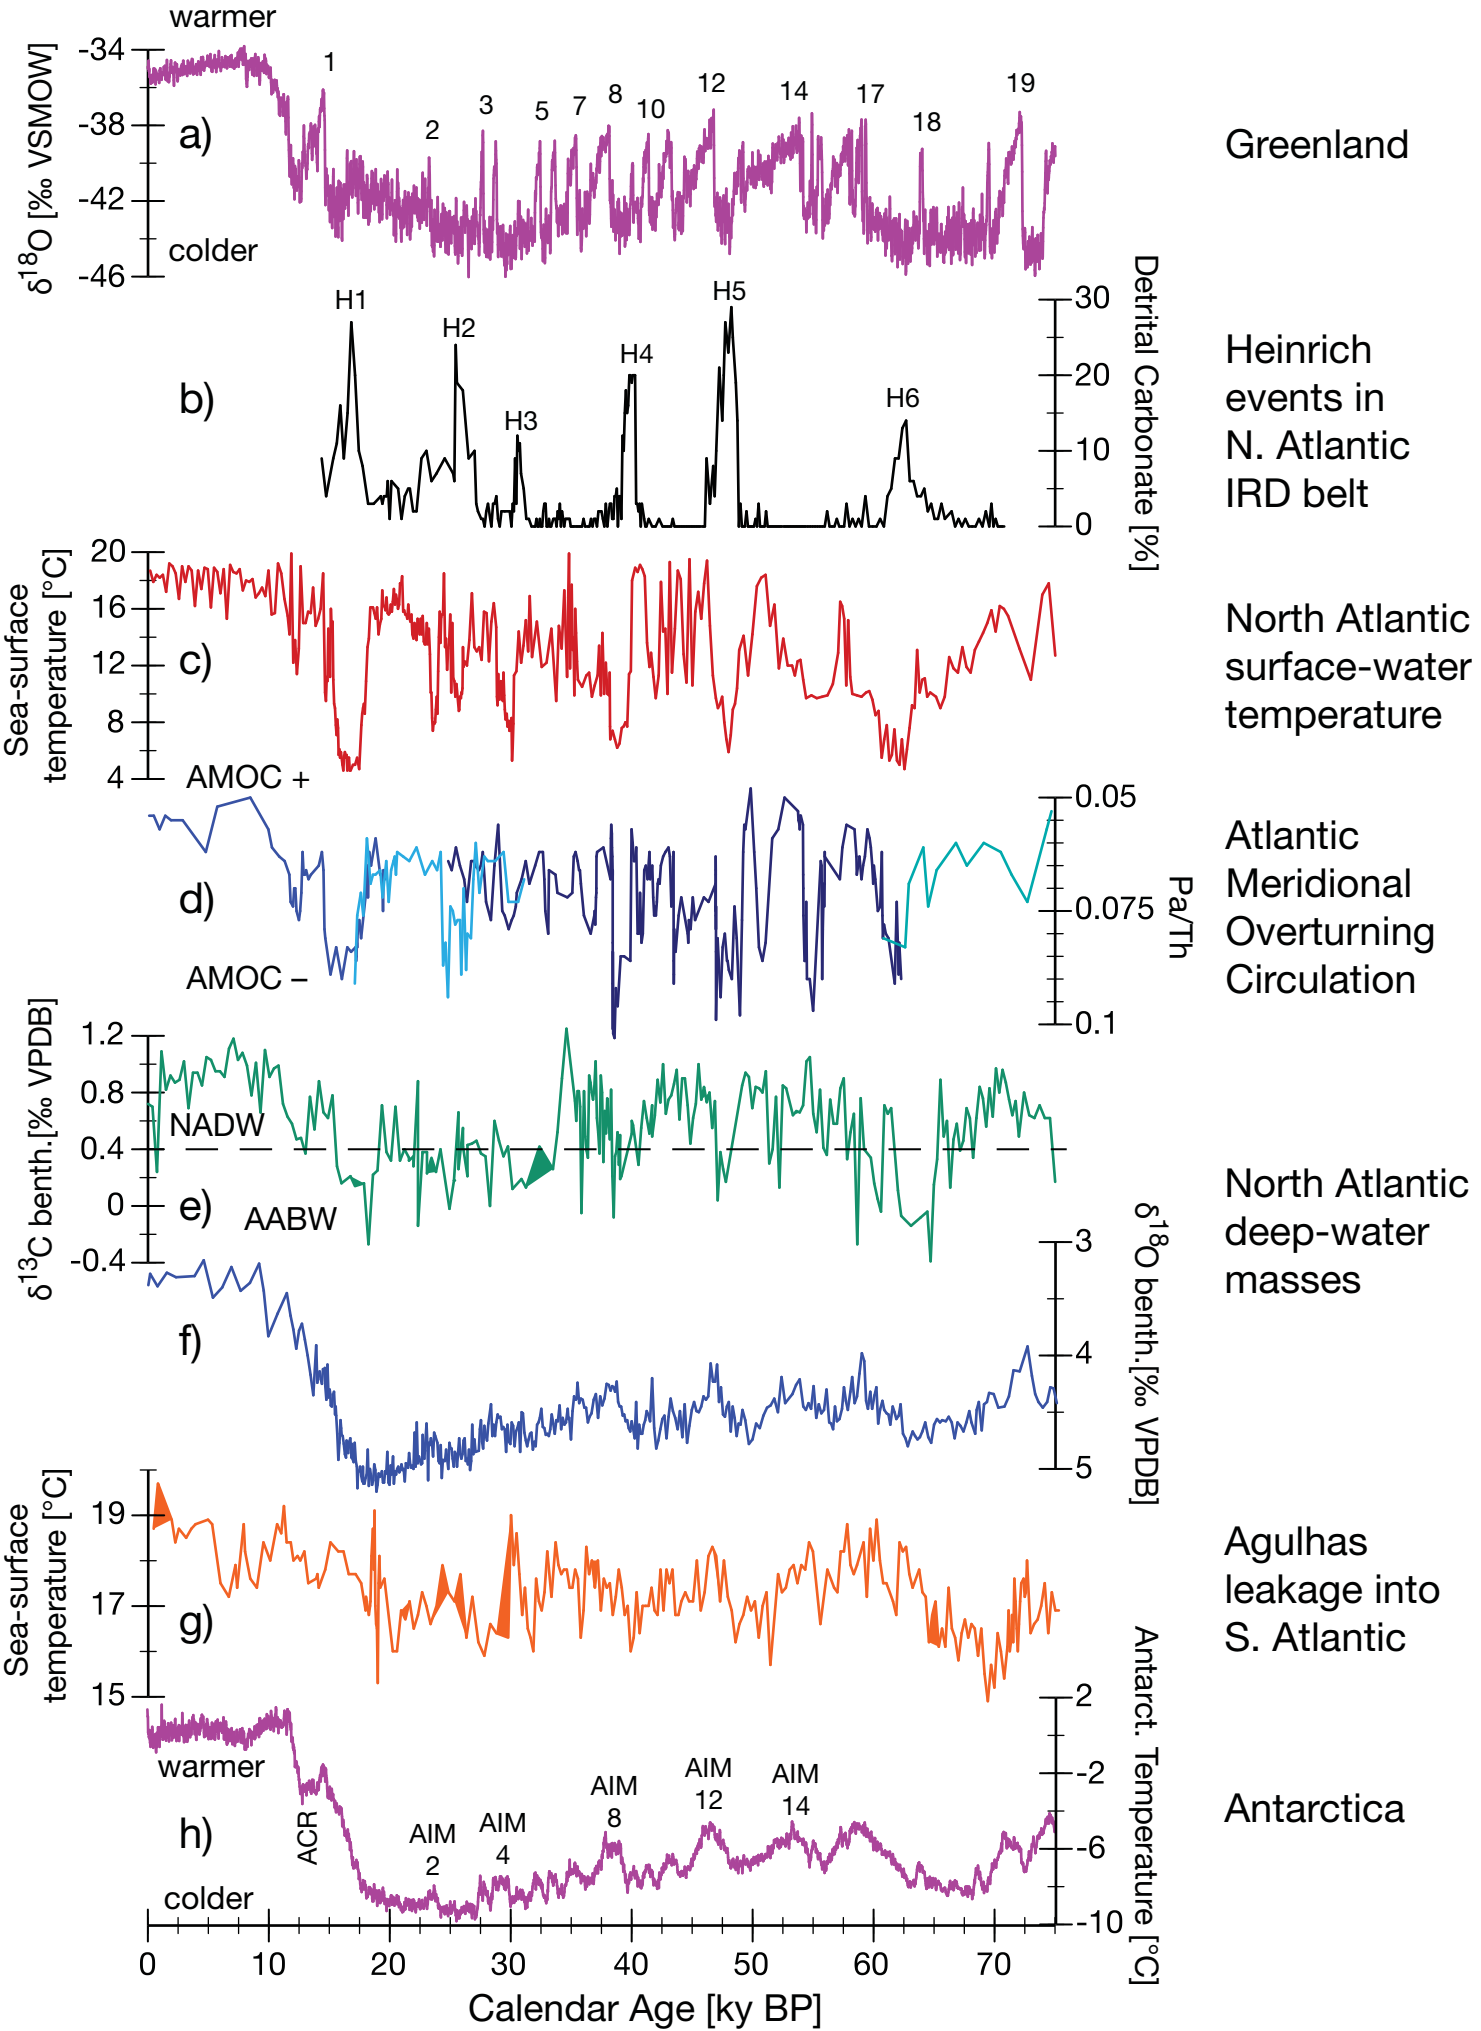 warmer
-34
-38
-42
-46
δ18O [‰ VSMOW]
a)
colder
1
2
3
5
7
8
10
12
14
17
18
19
Greenland
H1
H2
H3
H4
H5
H6
b)
30
20
10
0
Detrital Carbonate [%]
Heinrich
events in
N. Atlantic
IRD belt
20
16
12
8
4
Sea-surface
temperature [°C]
c)
North Atlantic
surface-water
temperature
AMOC +
d)
AMOC –
0.05
0.075
0.1
Pa/Th
Atlantic
Meridional
Overturning
Circulation
1.2
0.8
0.4
0
-0.4
δ13C benth.[‰ VPDB]
NADW
e)
AABW
North Atlantic
deep-water
masses
f)
3
4
5
δ18O benth.[‰ VPDB]
19
17
15
Sea-surface
temperature [°C]
g)
Agulhas
leakage into
S. Atlantic
warmer
h)
colder
ACR
AIM
2
AIM
4
AIM
8
AIM
12
AIM
14
2
-2
-6
-10
Antarct. Temperature [°C]
Antarctica
0
10
20
30
40
50
60
70
Calendar Age [ky BP]